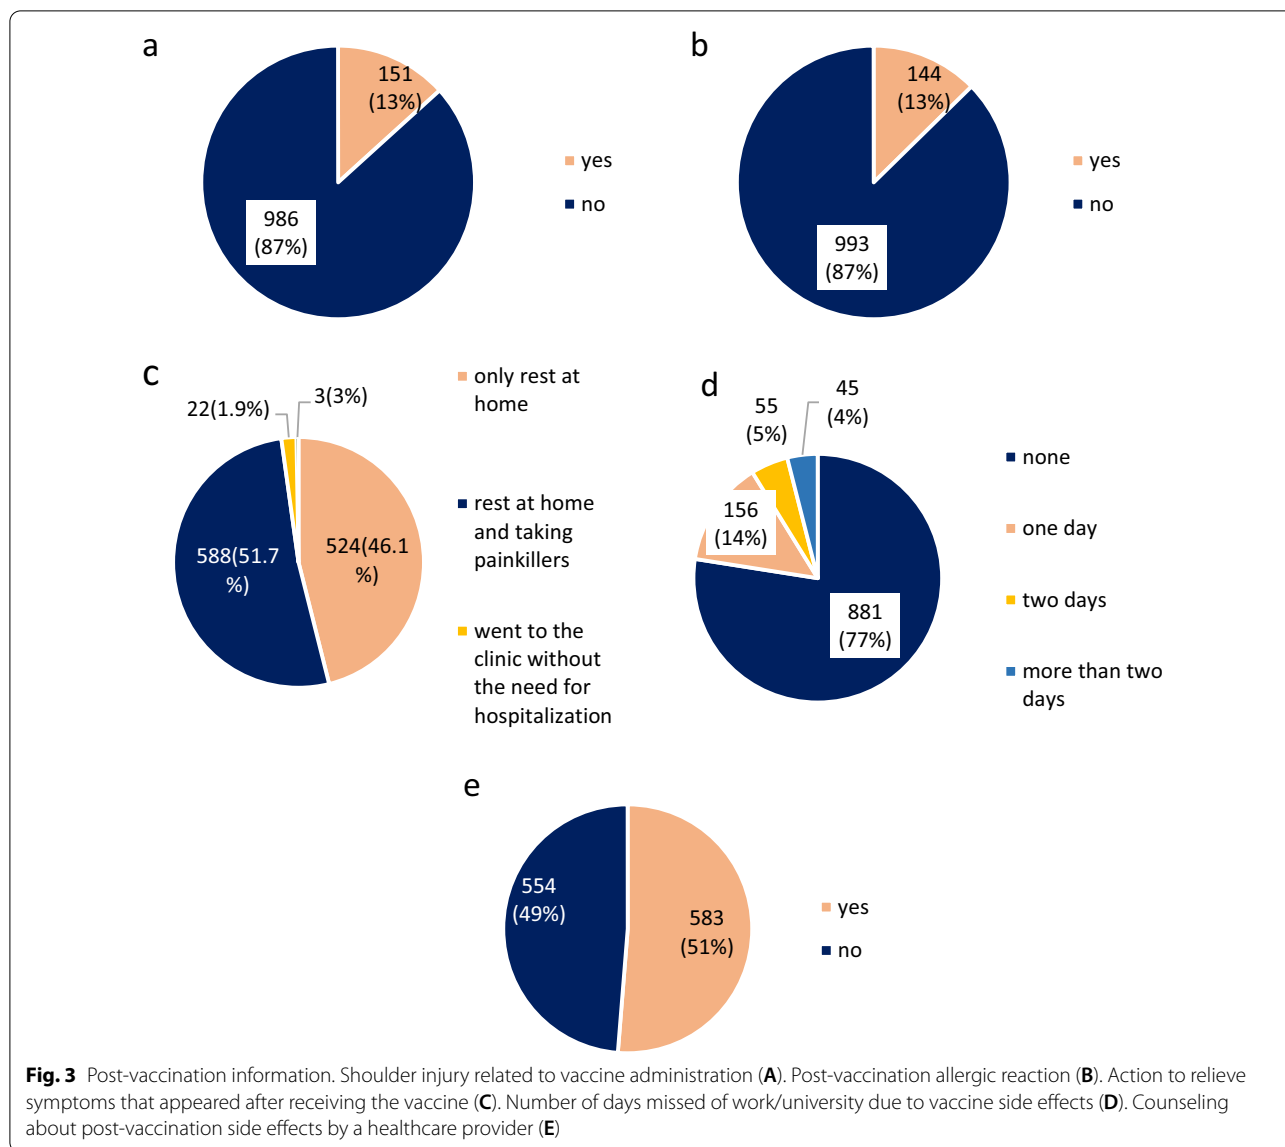 a
151
(13%)
986
(87%)
yes
no
b
144
(13%)
993
(87%)
yes
no
c
22(1.9%)
3(3%)
588(51.7
%)
524(46.1
%)
only rest at
home
rest at home
and taking
painkillers
went to the
clinic without
the need for
hospitalization
d
55
(5%)
45
(4%)
156
(14%)
881
(77%)
none
one day
two days
more than two
days
e
554
(49%)
583
(51%)
yes
no
Fig. 3 Post-vaccination information. Shoulder injury related to vaccine administration (A). Post-vaccination allergic reaction (B). Action to relieve
symptoms that appeared after receiving the vaccine (C). Number of days missed of work/university due to vaccine side effects (D). Counseling
about post-vaccination side effects by a healthcare provider (E)